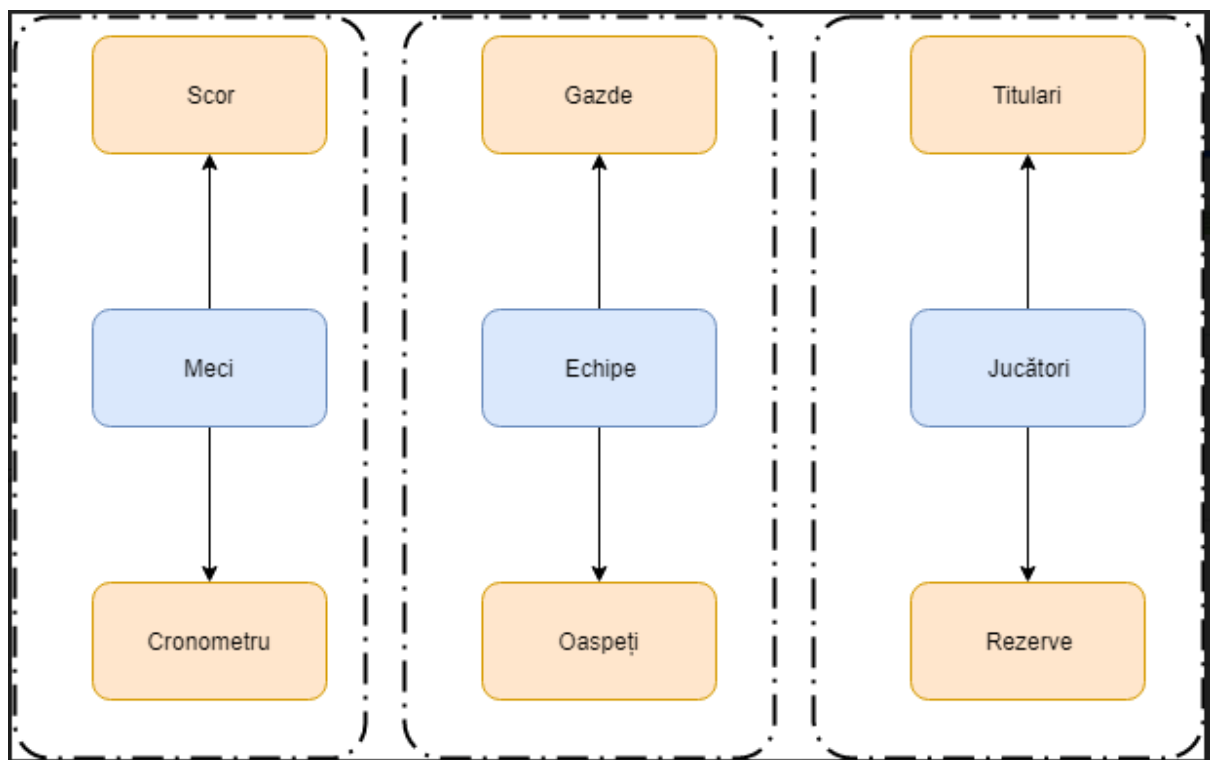 Scor
Gazde
Titulari
Meci
Echipe
Jucători
Cronometru
Oaspeți
Rezerve